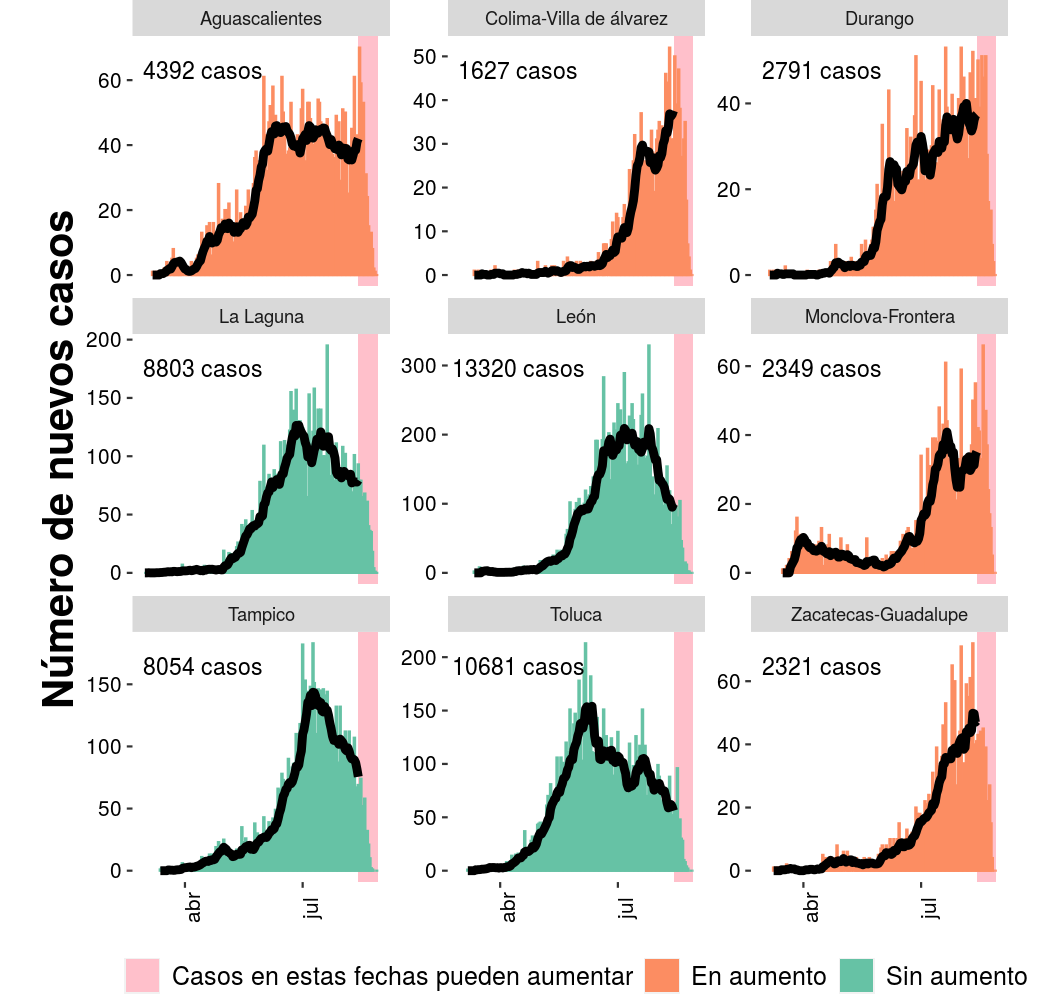 Número de nuevos casos
Aguascalientes
Colima-Villa de álvarez
Durango
4392 casos
1627 casos
2791 casos
60
40
20
0
50
40
30
20
10
0
40
20
0
La Laguna
León
Monclova-Frontera
8803 casos
13320 casos
2349 casos
200
150
100
50
0
300
200
100
0
60
40
20
0
Tampico
Toluca
Zacatecas-Guadalupe
8054 casos
10681 casos
2321 casos
150
100
50
0
200
150
100
50
0
60
40
20
0
abr
jul
abr
jul
abr
jul
Casos en estas fechas pueden aumentar
En aumento
Sin aumento